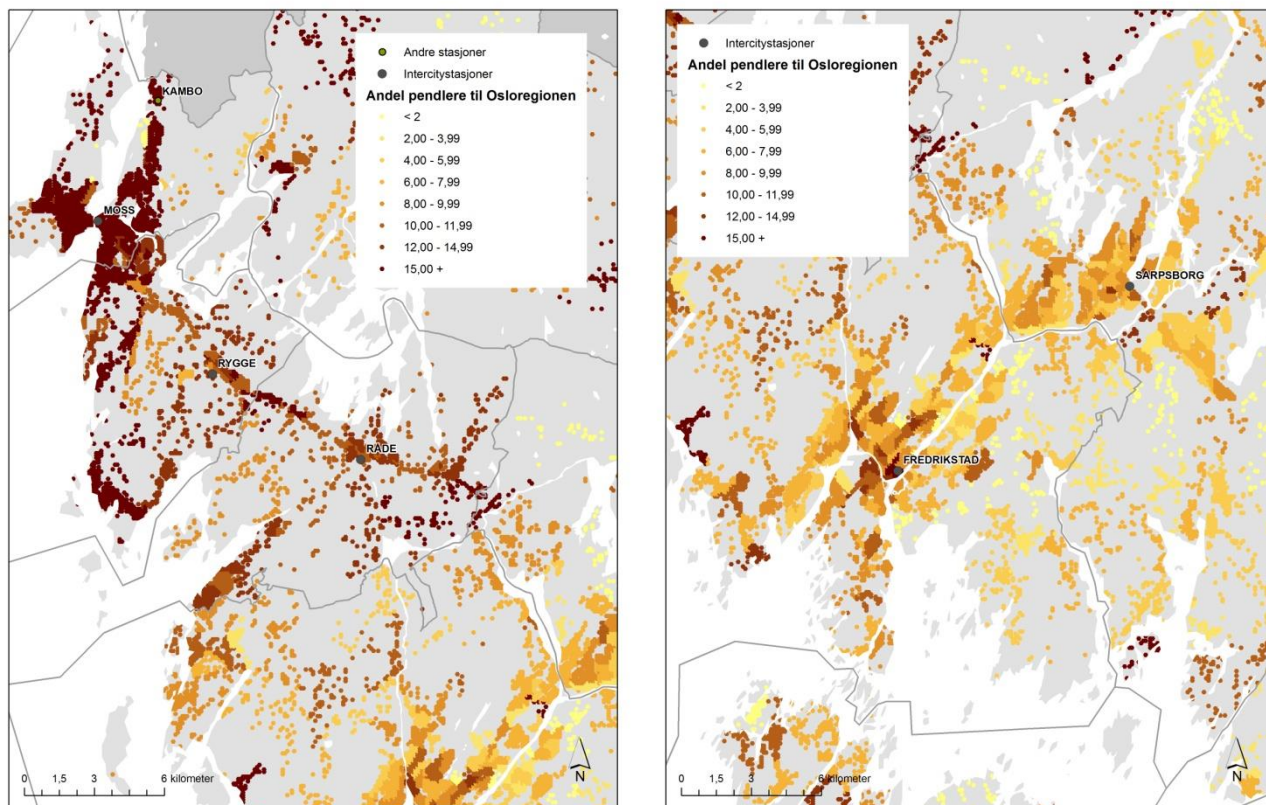 Andre stasjoner
Intercitystasjoner
Andel pendlere til Osloregionen
< 2
2,00 - 3,99
4,00 - 5,99
6,00 - 7,99
8,00 - 9,99
10,00 - 11,99
12,00 - 14,99
15,00 +
KAMBO
MOSS
RYGGE
RÅDE
0 1,5 3 6 kilometer
N
Intercitystasjoner
Andel pendlere til Osloregionen
< 2
2,00 - 3,99
4,00 - 5,99
6,00 - 7,99
8,00 - 9,99
10,00 - 11,99
12,00 - 14,99
15,00 +
SARPSBORG
FREDRIKSTAD
0 1,5 3 6 kilometer
N